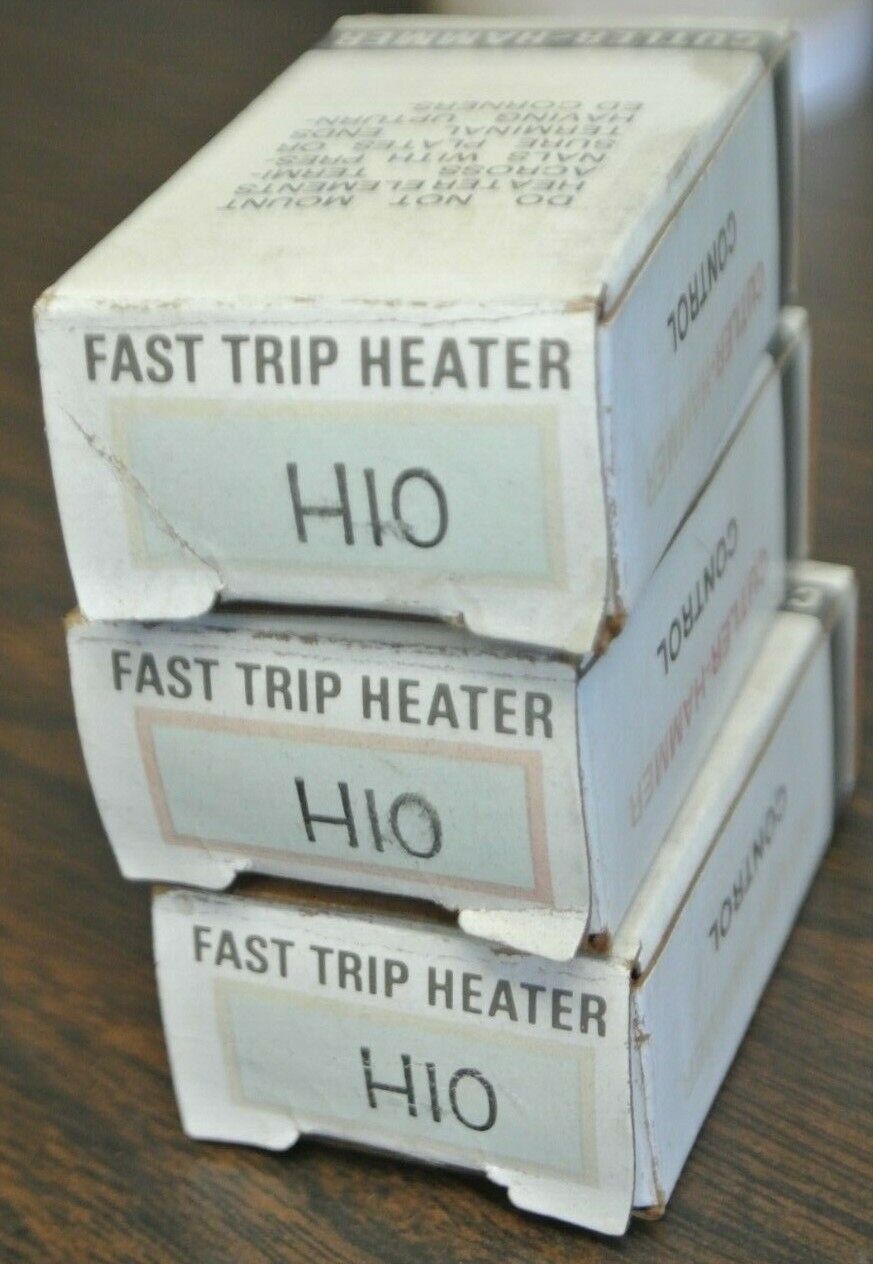 CUTLER-HAMMER
DO NOT MOUNT
HEATER ELEMENTS
ACROSS TERMI-
NALS WITH PRES-
SURE PLATES OR
TERMINAL ENDS
HAVING UPTURN-
ED CORNERS.
FAST TRIP HEATER
H10
CUTLER-HAMMER
CONTROL
FAST TRIP HEATER
H10
CUTLER-HAMMER
CONTROL
FAST TRIP HEATER
H10
CONTROL